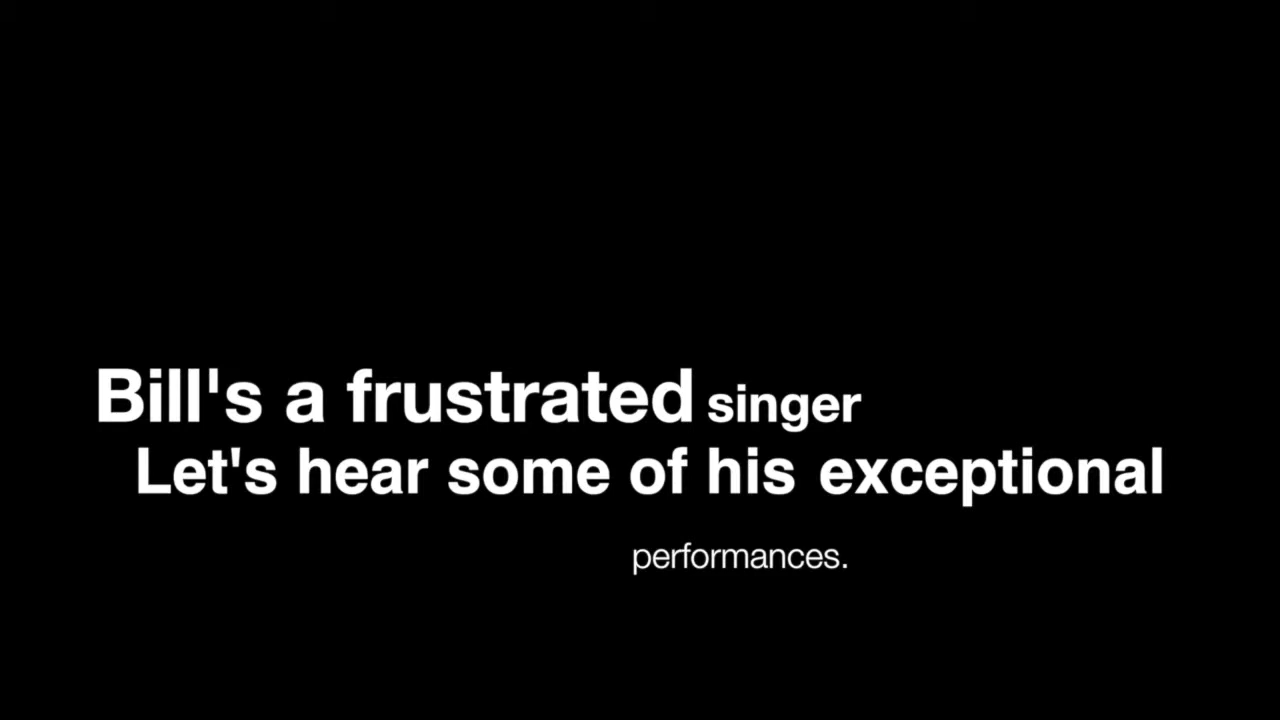 Bill's a frustrated singer
Let's hear some of his exceptional
performances.